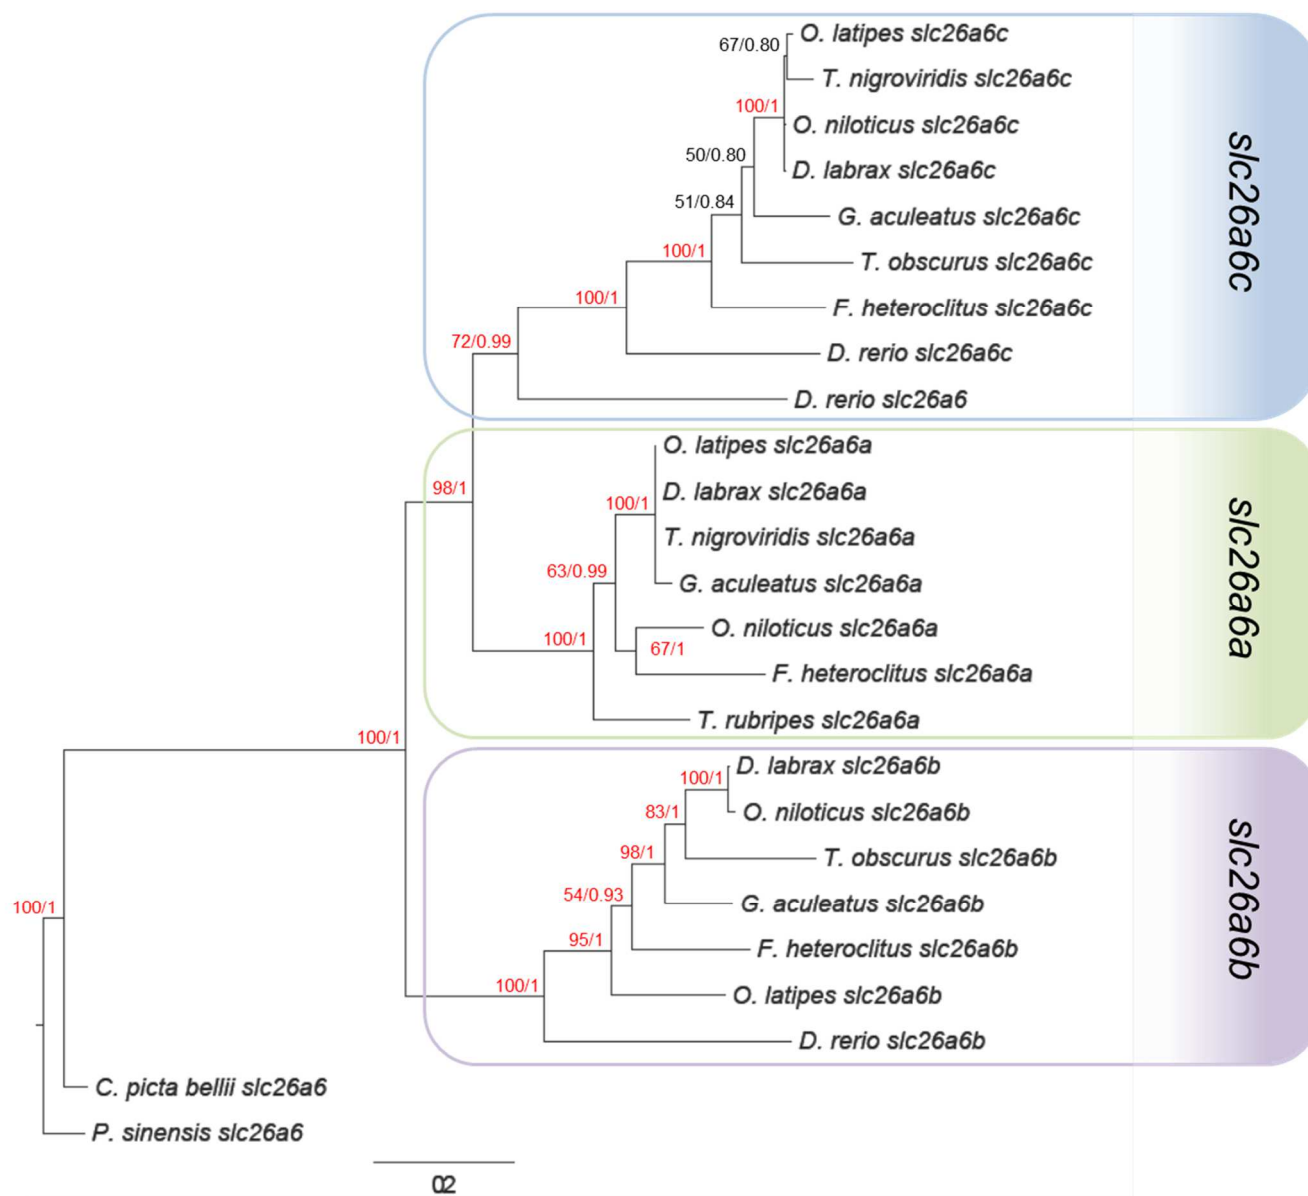 O. latipes slc26a6c
67/0.80
T. nigroviridis slc26a6c
100/1
O. niloticus slc26a6c
50/0.80
D. labrax slc26a6c
51/0.84
G. aculeatus slc26a6c
100/1
T. obscurus slc26a6c
100/1
F. heteroclitus slc26a6c
72/0.99
D. rerio slc26a6c
D. rerio slc26a6
slc26a6c
O. latipes slc26a6a
98/1
D. labrax slc26a6a
100/1
T. nigroviridis slc26a6a
63/0.99
G. aculeatus slc26a6a
O. niloticus slc26a6a
100/1
67/1
F. heteroclitus slc26a6a
T. rubripes slc26a6a
slc26a6a
100/1
D. labrax slc26a6b
100/1
O. niloticus slc26a6b
83/1
T. obscurus slc26a6b
98/1
G. aculeatus slc26a6b
54/0.93
F. heteroclitus slc26a6b
95/1
O. latipes slc26a6b
100/1
D. rerio slc26a6b
slc26a6b
100/1
C. picta bellii slc26a6
P. sinensis slc26a6
02